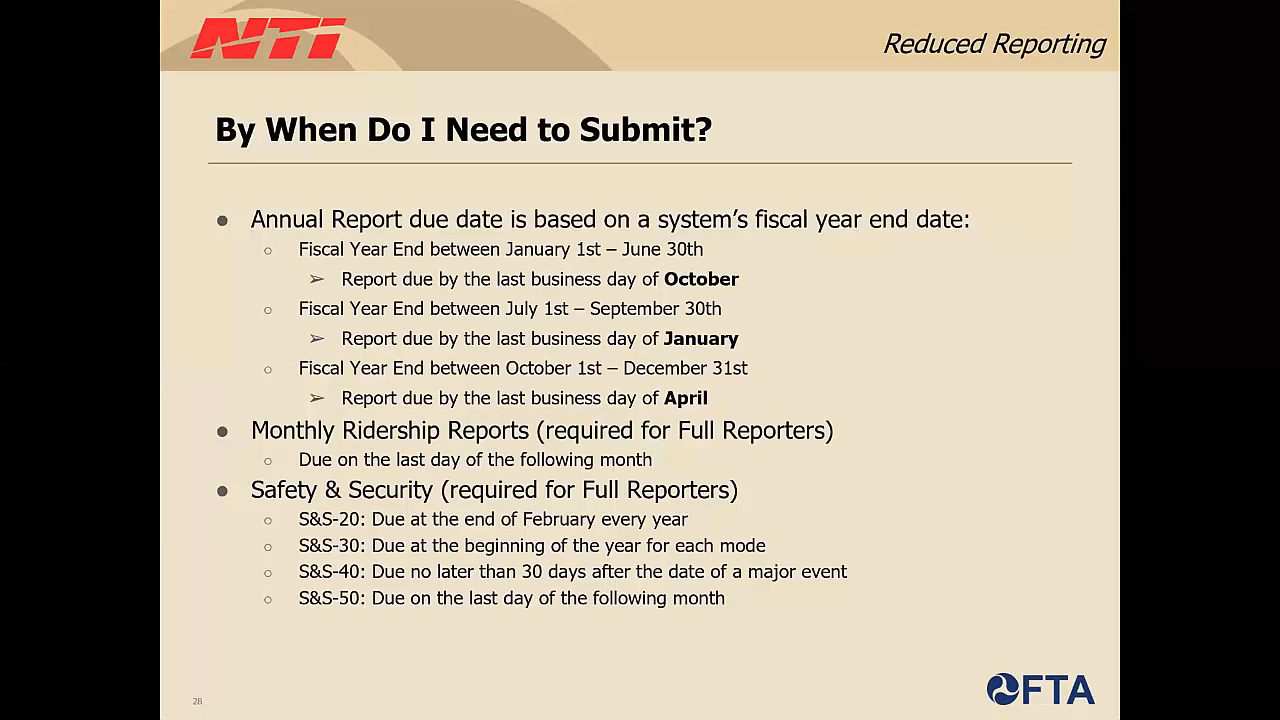 NTI
Reduced Reporting
By When Do I Need to Submit?
● Annual Report due date is based on a system’s fiscal year end date:
○ Fiscal Year End between January 1st – June 30th
➢ Report due by the last business day of October
○ Fiscal Year End between July 1st – September 30th
➢ Report due by the last business day of January
○ Fiscal Year End between October 1st – December 31st
➢ Report due by the last business day of April
● Monthly Ridership Reports (required for Full Reporters)
○ Due on the last day of the following month
● Safety & Security (required for Full Reporters)
○ S&S-20: Due at the end of February every year
○ S&S-30: Due at the beginning of the year for each mode
○ S&S-40: Due no later than 30 days after the date of a major event
○ S&S-50: Due on the last day of the following month
28
FTA